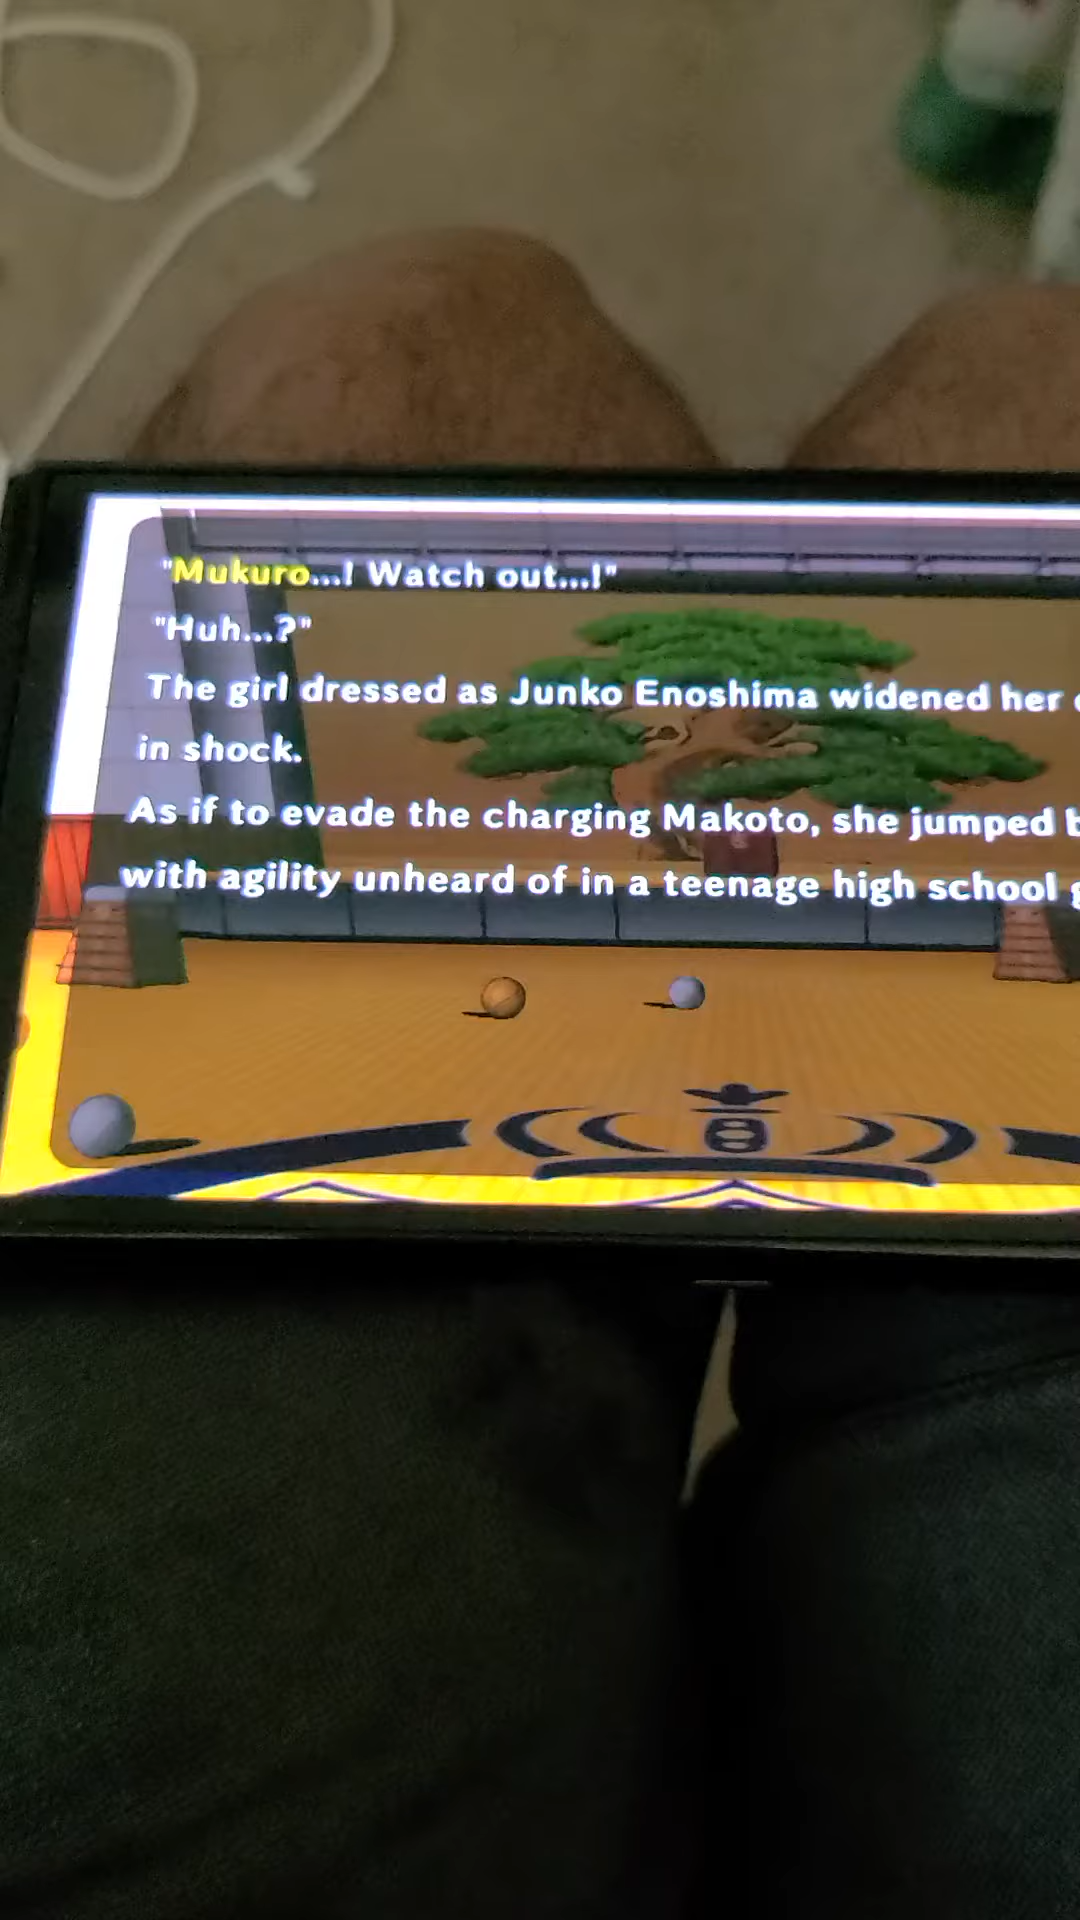 "Mukuro...! Watch out...!"
"Huh...?"
The girl dressed as Junko Enoshima widened her
in shock.
As if to evade the charging Makoto, she jumped
with agility unheard of in a teenage high school
8